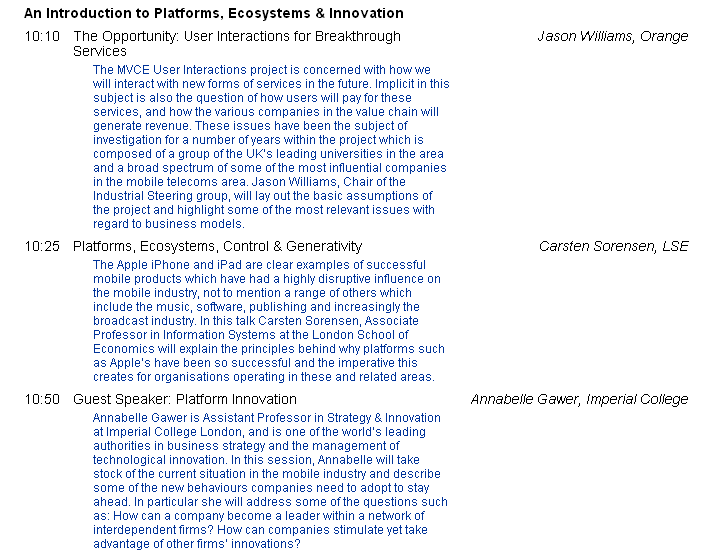 An Introduction to Platforms, Ecosystems & Innovation
10:10 The Opportunity: User Interactions for Breakthrough Services Jason Williams, Orange
The MVCE User Interactions project is concerned with how we
will interact with new forms of services in the future. Implicit in this
subject is also the question of how users will pay for these
services, and how the various companies in the value chain will
generate revenue. These issues have been the subject of
investigation for a number of years within the project which is
composed of a group of the UK's leading universities in the area
and a broad spectrum of some of the most influential companies
in the mobile telecoms area. Jason Williams, Chair of the
Industrial Steering group, will lay out the basic assumptions of
the project and highlight some of the most relevant issues with
regard to business models.
10:25 Platforms, Ecosystems, Control & Generativity Carsten Sorensen, LSE
The Apple iPhone and iPad are clear examples of successful
mobile products which have had a highly disruptive influence on
the mobile industry, not to mention a range of others which
include the music, software, publishing and increasingly the
broadcast industry. In this talk Carsten Sorensen, Associate
Professor in Information Systems at the London School of
Economics will explain the principles behind why platforms such
as Apple's have been so successful and the imperative this
creates for organisations operating in these and related areas.
10:50 Guest Speaker: Platform Innovation Annabelle Gawer, Imperial College
Annabelle Gawer is Assistant Professor in Strategy & Innovation
at Imperial College London, and is one of the world's leading
authorities in business strategy and the management of
technological innovation. In this session, Annabelle will take
stock of the current situation in the mobile industry and describe
some of the new behaviours companies need to adopt to stay
ahead. In particular she will address some of the questions such
as: How can a company become a leader within a network of
interdependent firms? How can companies stimulate yet take
advantage of other firms' innovations?